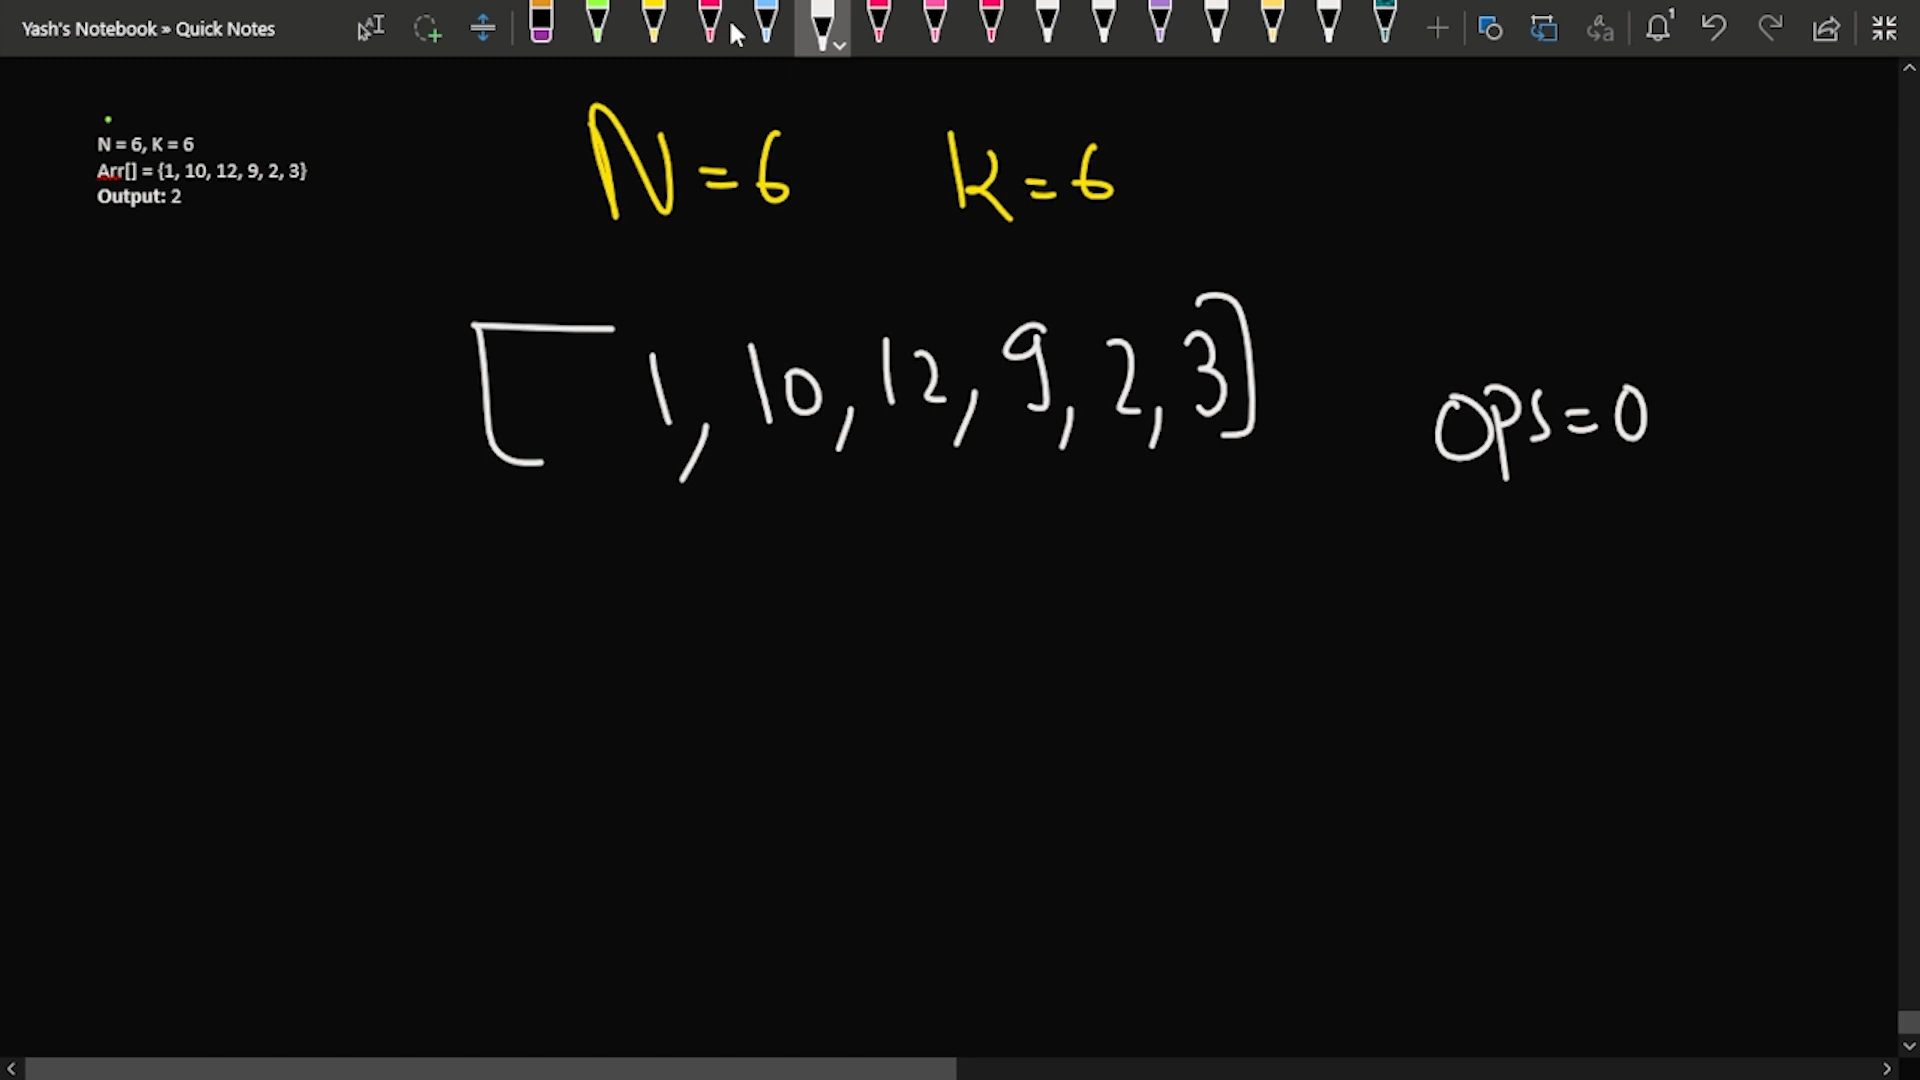 Yash's Notebook » Quick Notes
N = 6, K = 6
Arr[] = {1, 10, 12, 9, 2, 3}
Output: 2
N = 6 K = 6
[ 1, 10, 12, 9, 2, 3]
ops = 0